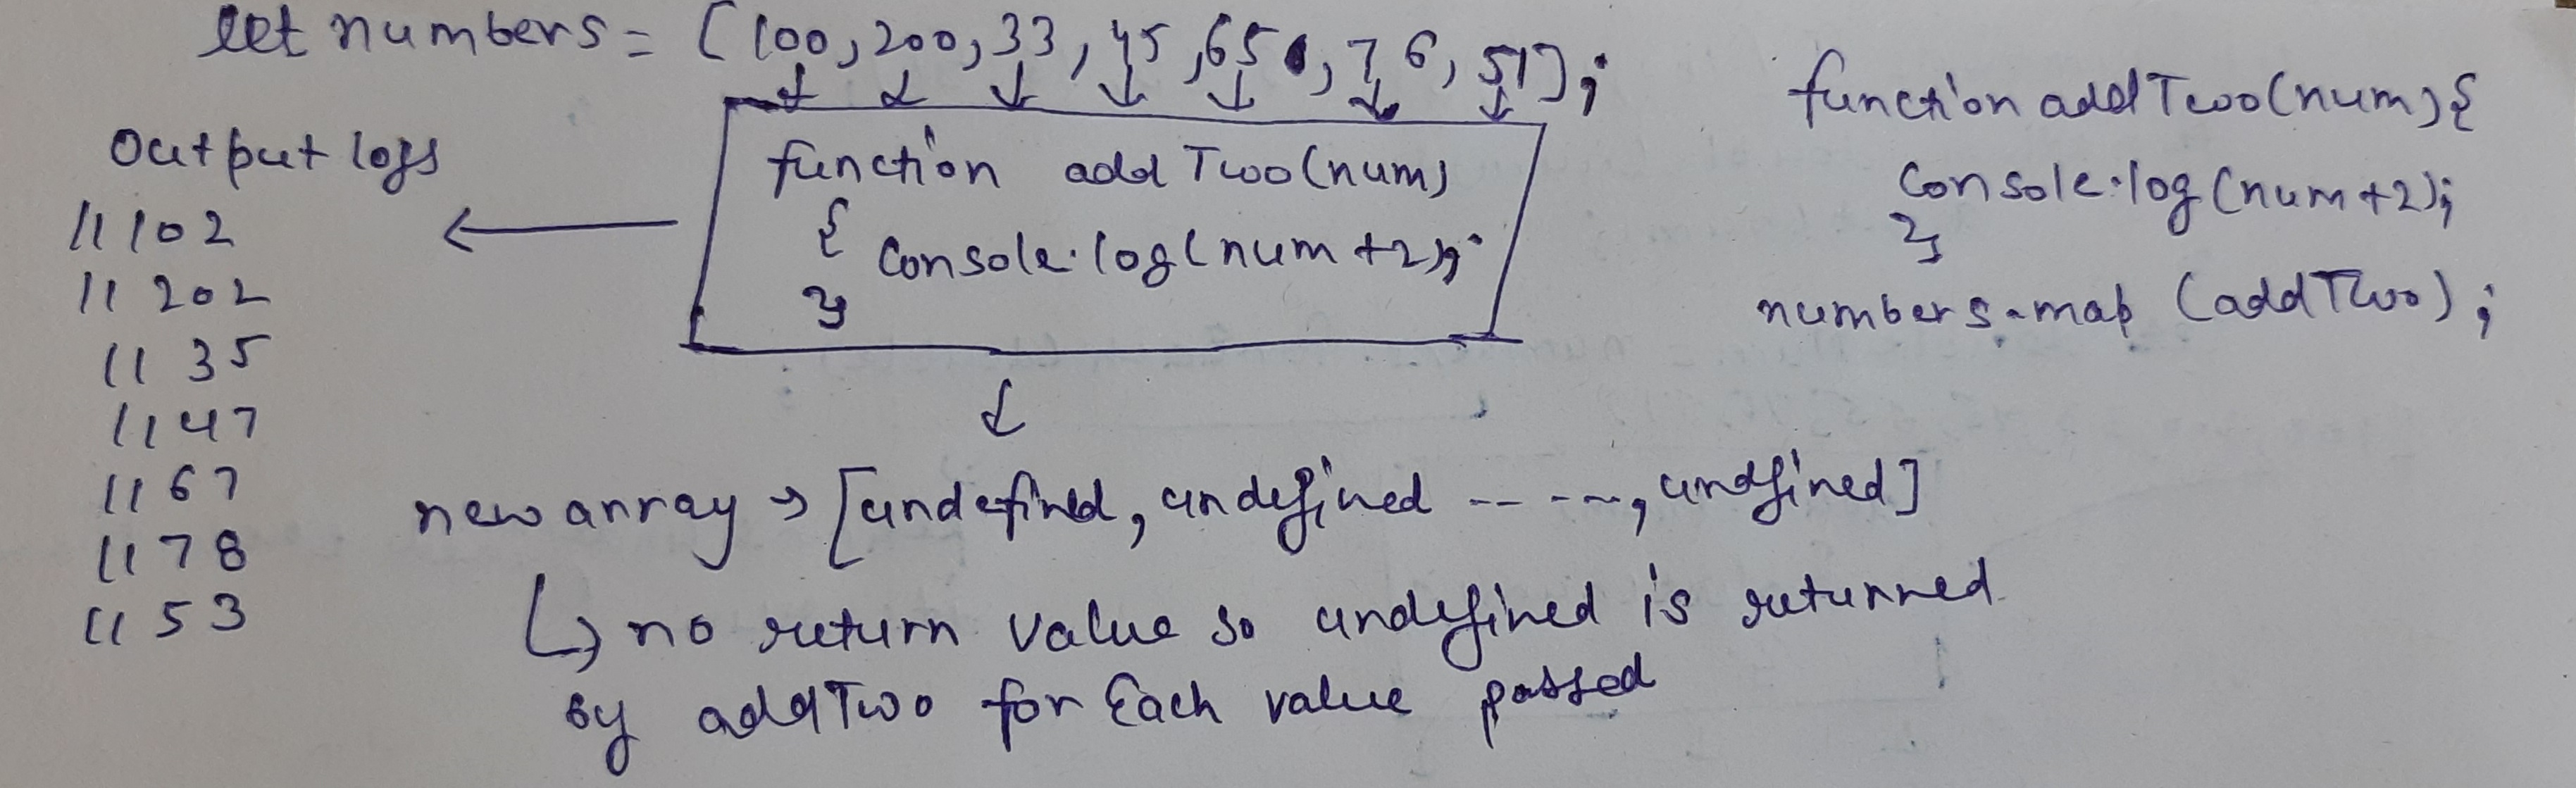 let numbers = [100, 200, 33, 45, 65, 76, 51];
function addTwo(num){
console.log(num+2);
}
numbers.map(addTwo);
function addTwo(num)
{
console.log(num+2);
}
Output logs
// 102
// 202
// 35
// 47
// 67
// 78
// 53
new array → [undefined, undefined -- ---, undfined]
↳ no return value so undefined is returned
by addTwo for Each value passed